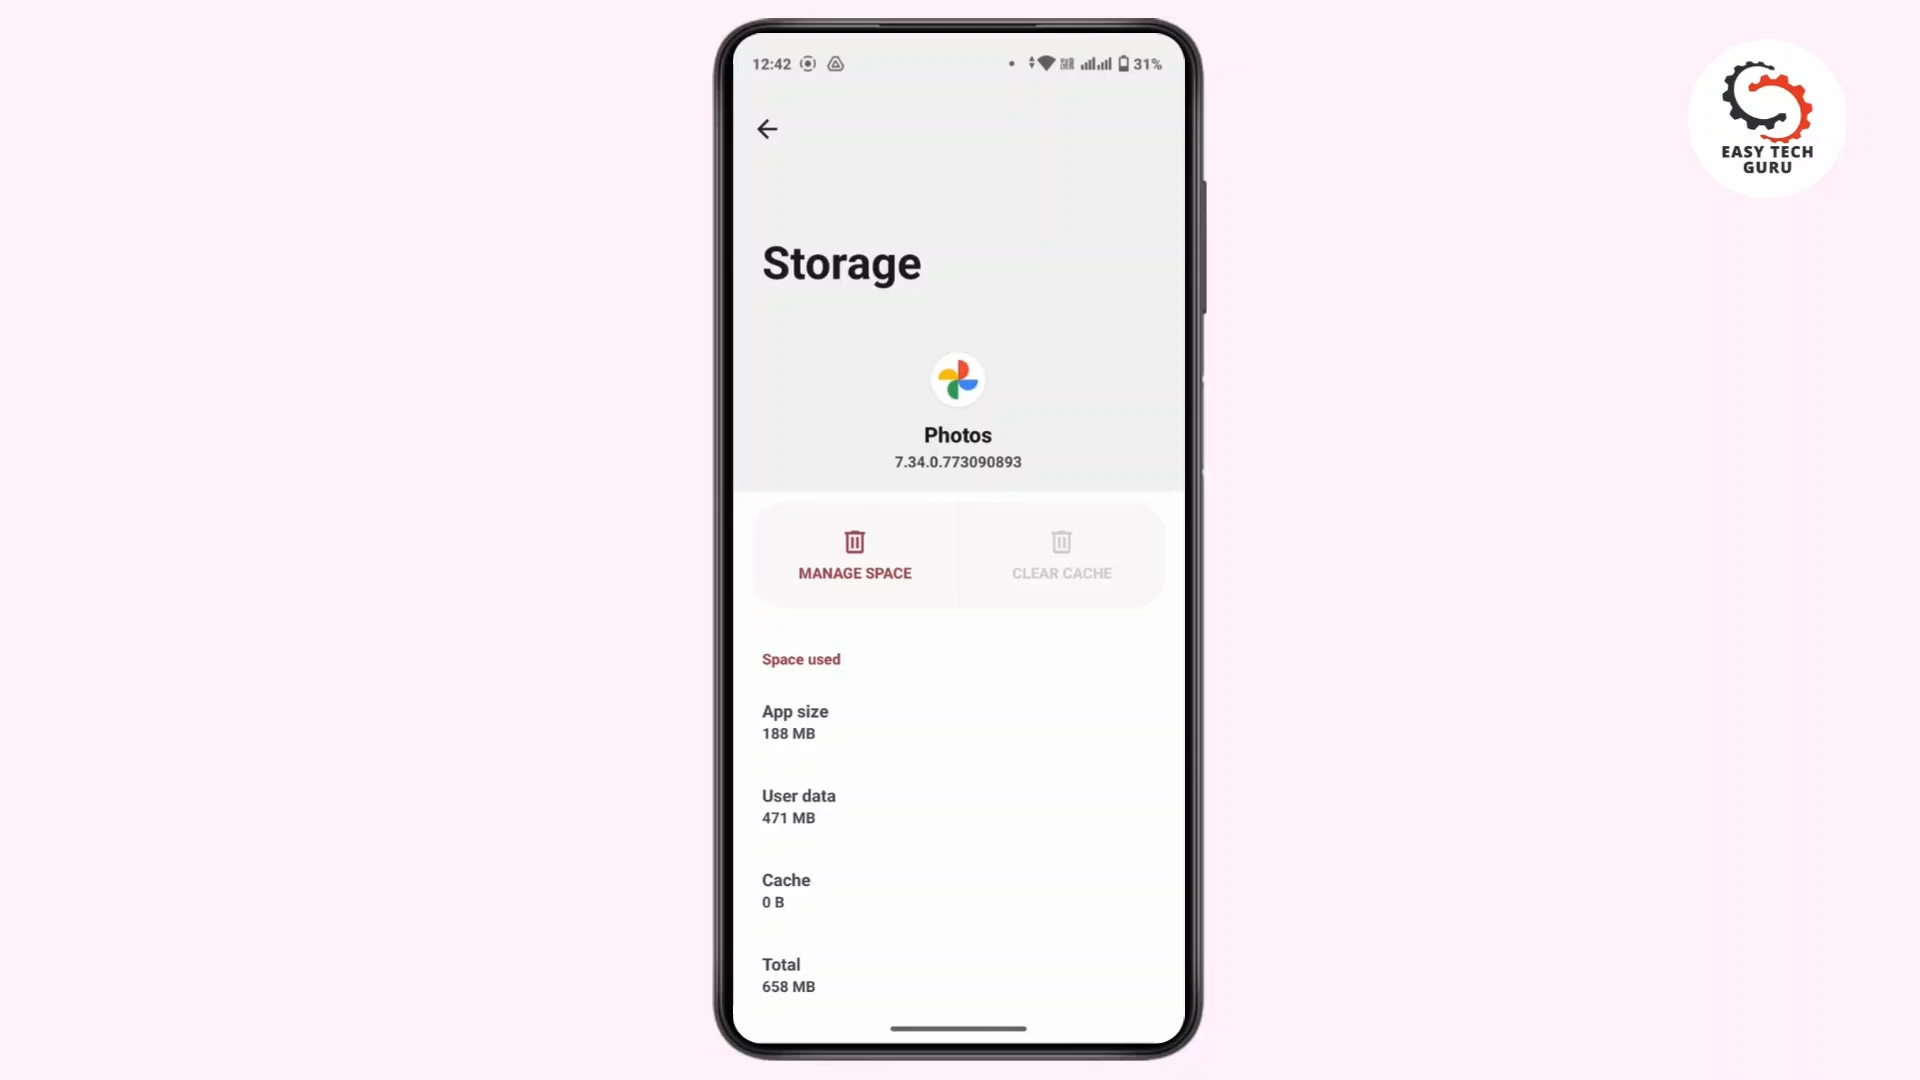 12:42
31%
EASY TECH
GURU
Storage
Photos
7.34.0.773090893
MANAGE SPACE
CLEAR CACHE
Space used
App size
188 MB
User data
471 MB
Cache
0 B
Total
658 MB